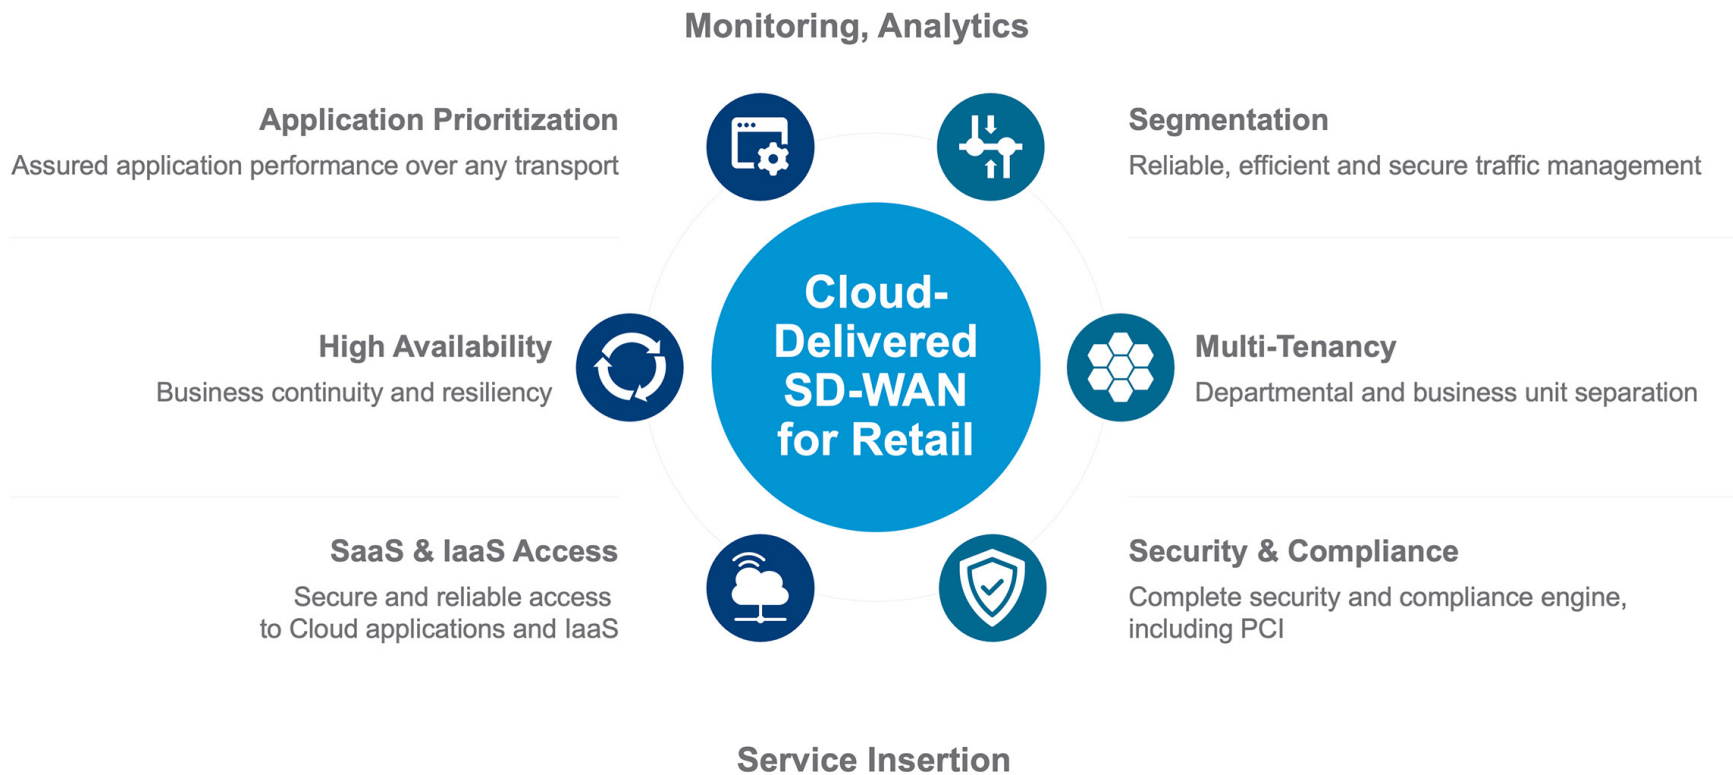 Monitoring, Analytics
Application Prioritization
Assured application performance over any transport
Segmentation
Reliable, efficient and secure traffic management
High Availability
Business continuity and resiliency
Cloud-
Delivered
SD-WAN
for Retail
Multi-Tenancy
Departmental and business unit separation
SaaS & IaaS Access
Secure and reliable access
to Cloud applications and IaaS
Security & Compliance
Complete security and compliance engine,
including PCI
Service Insertion